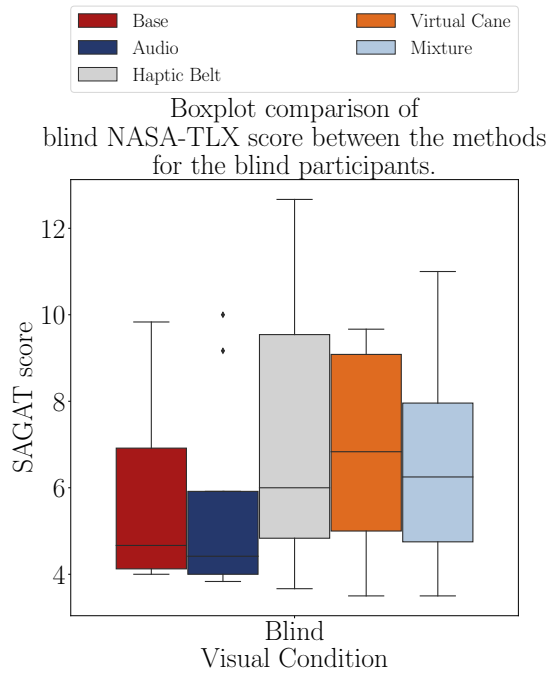 Base
Audio
Haptic Belt
Virtual Cane
Mixture
Boxplot comparison of
blind NASA-TLX score between the methods
for the blind participants.
SAGAT score
12
10
8
6
4
Blind
Visual Condition